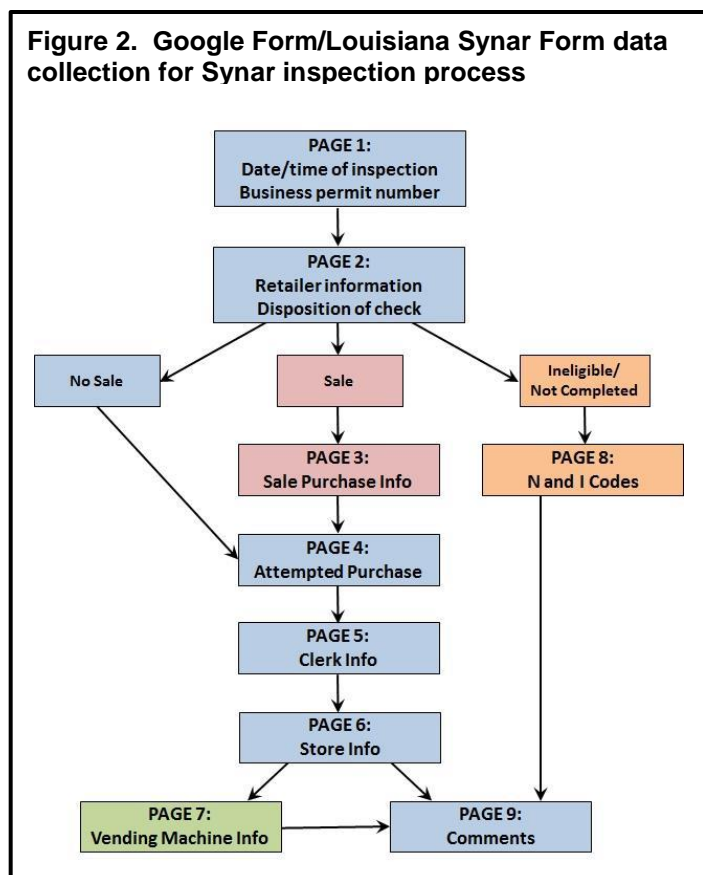 Figure 2.  Google Form/Louisiana Synar Form data
collection for Synar inspection process
PAGE 1:
Date/time of inspection
Business permit number
PAGE 2:
Retailer information
Disposition of check
No Sale
Sale
Ineligible/
Not Completed
PAGE 3:
Sale Purchase Info
PAGE 8:
N and I Codes
PAGE 4:
Attempted Purchase
PAGE 5:
Clerk Info
PAGE 6:
Store Info
PAGE 7:
Vending Machine Info
PAGE 9:
Comments